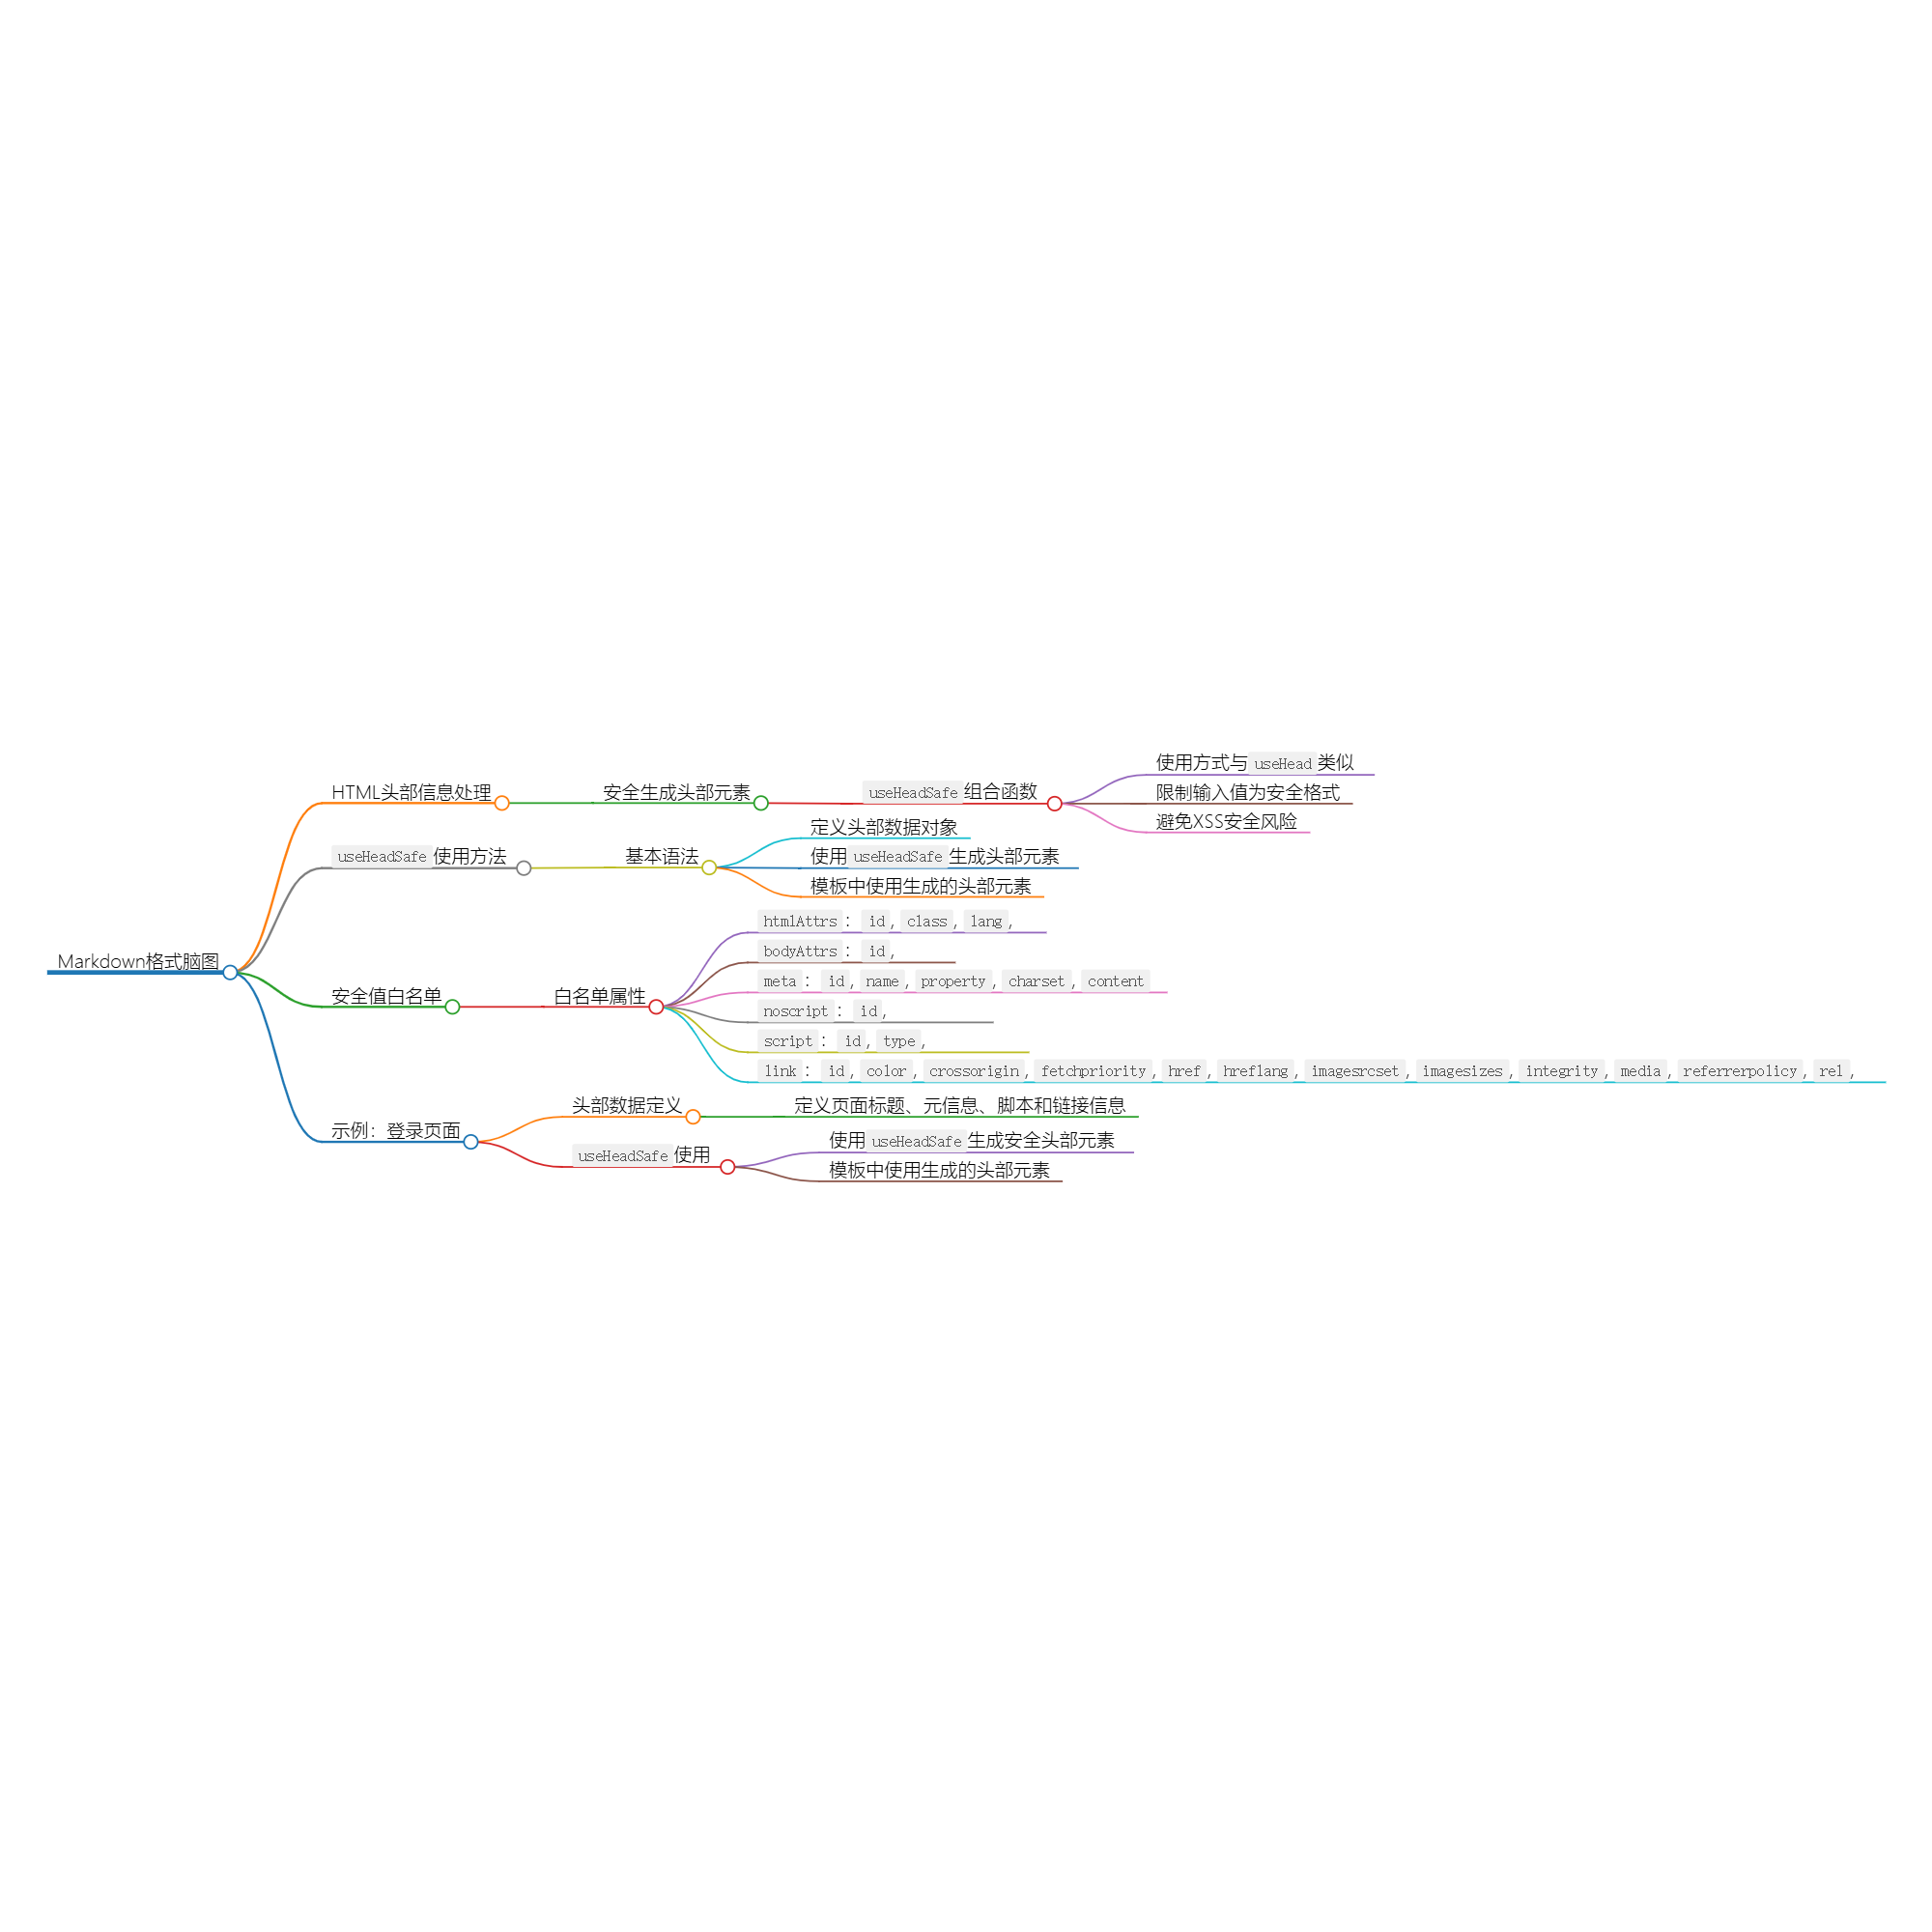 Markdown格式脑图
HTML头部信息处理
安全生成头部元素
useHeadSafe 组合函数
使用方式与 useHead 类似
限制输入值为安全格式
避免XSS安全风险
useHeadSafe 使用方法
基本语法
定义头部数据对象
使用 useHeadSafe 生成头部元素
模板中使用生成的头部元素
安全值白名单
白名单属性
htmlAttrs： id, class, lang,
bodyAttrs： id,
meta： id, name, property, charset, content
noscript： id,
script： id, type,
link： id, color, crossorigin, fetchpriority, href, hreflang, imagesrcset, imagesizes, integrity, media, referrerpolicy, rel,
示例：登录页面
头部数据定义
定义页面标题、元信息、脚本和链接信息
useHeadSafe 使用
使用 useHeadSafe 生成安全头部元素
模板中使用生成的头部元素